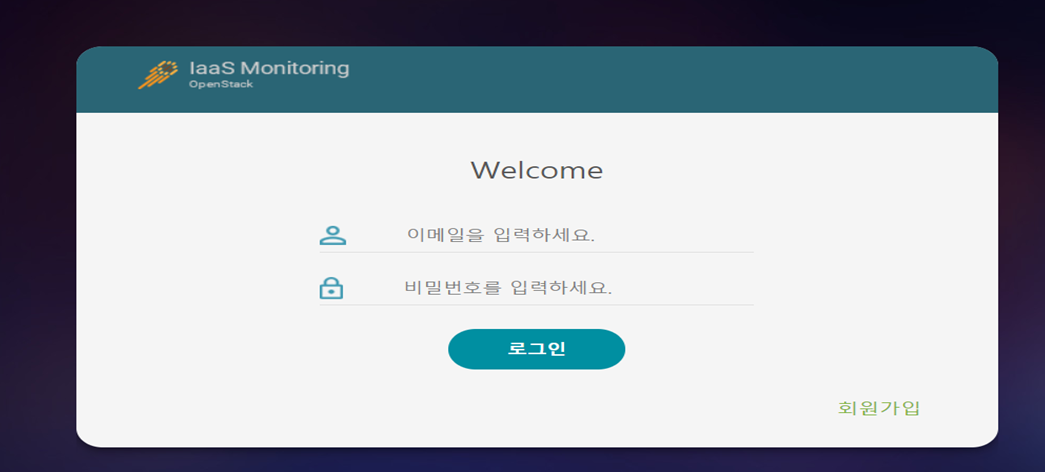 IaaS Monitoring
OpenStack
Welcome
이메일을 입력하세요.
비밀번호를 입력하세요.
로그인
회원가입